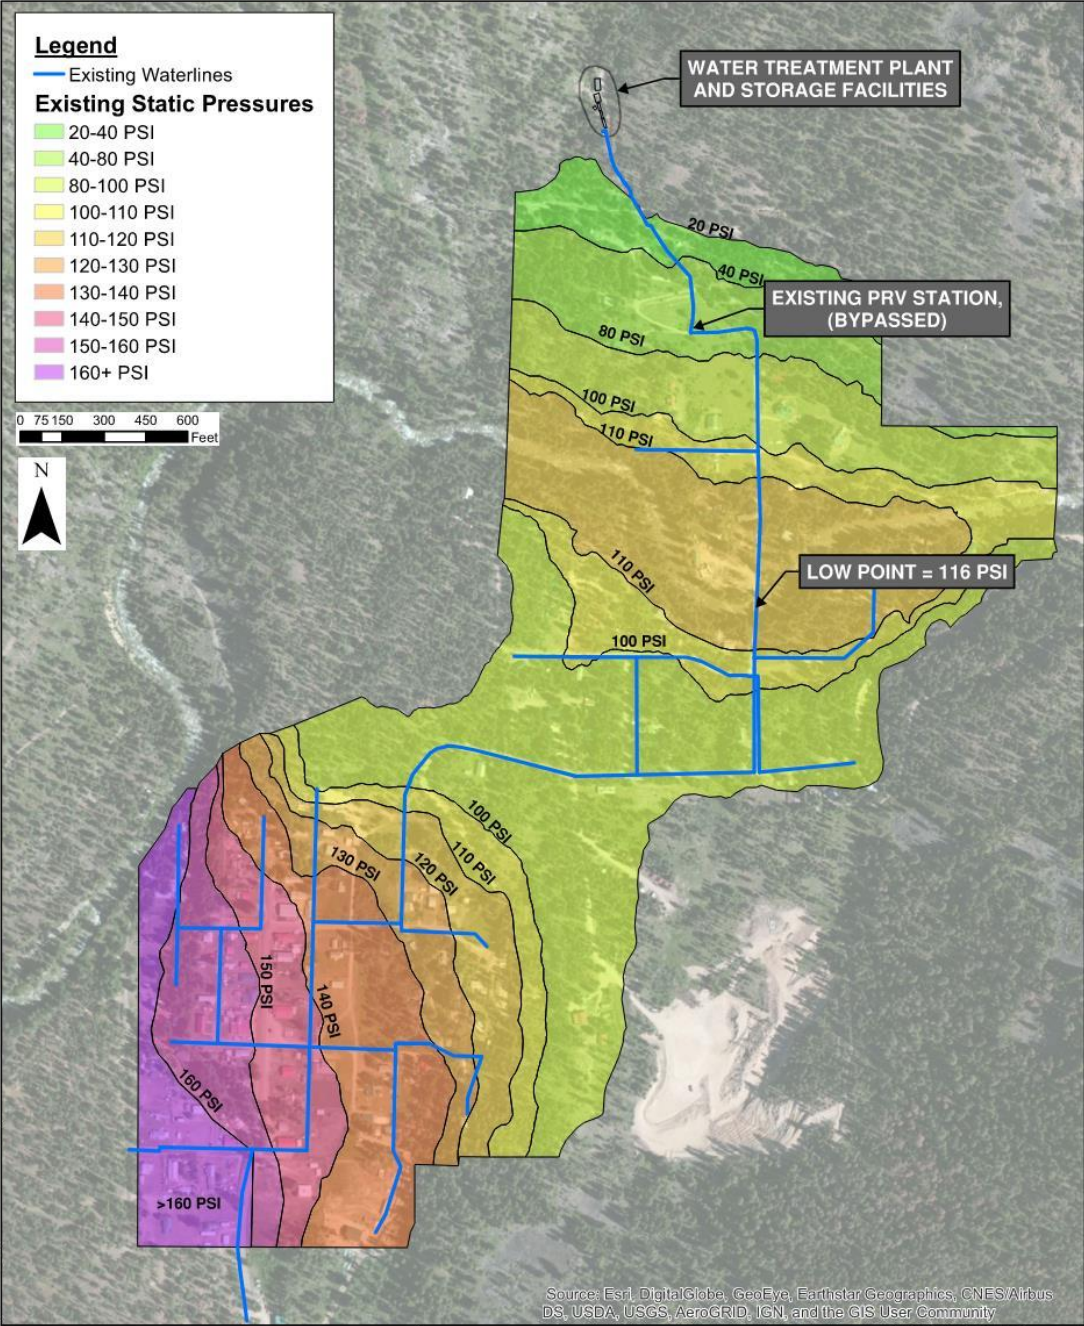 Legend
Existing Waterlines
Existing Static Pressures
20-40 PSI
40-80 PSI
80-100 PSI
100-110 PSI
110-120 PSI
120-130 PSI
130-140 PSI
140-150 PSI
150-160 PSI
160+ PSI
0 75 150 300 450 600
Feet
N
WATER TREATMENT PLANT
AND STORAGE FACILITIES
20 PSI
40 PSI
EXISTING PRV STATION,
(BYPASSED)
80 PSI
100 PSI
110 PSI
110 PSI
LOW POINT = 116 PSI
100 PSI
100 PSI
110 PSI
120 PSI
130 PSI
150 PSI
140 PSI
160 PSI
>160 PSI
Source: Esri, DigitalGlobe, GeoEye, Earthstar Geographics, CNES/Airbus
DS, USDA, USGS, AeroGRID, IGN, and the GIS User Community